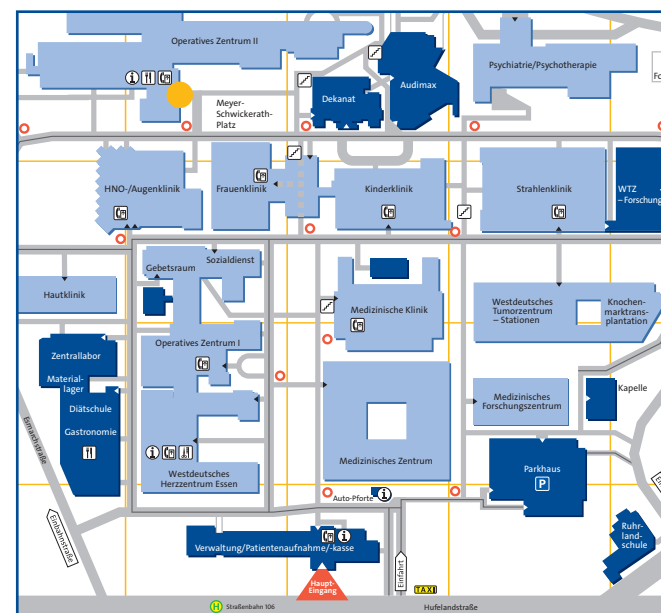 Operatives Zentrum II
Psychiatrie/Psychotherapie
Audimax
Dekanat
Meyer-
Schwickerath-
Platz
HNO-/Augenklinik
Frauenklinik
Kinderklinik
Strahlenklinik
WTZ
– Forschung
Sozialdienst
Gebetsraum
Hautklinik
Medizinische Klinik
Westdeutsches
Tumorzentrum
– Stationen
Knochen-
marktrans-
plantation
Operatives Zentrum I
Zentrallabor
Material-
lager
Diätschule
Gastronomie
Medizinisches
Forschungszentrum
Kapelle
Medizinisches Zentrum
Westdeutsches
Herzzentrum Essen
Parkhaus
P
Auto-Pforte
Esmarchstraße
Einbahnstraße
Verwaltung/Patientenaufnahme/-kasse
Ruhr-
land-
schule
Haupt-
Eingang
Einfahrt
TAXI
H Straßenbahn 106
Hufelandstraße